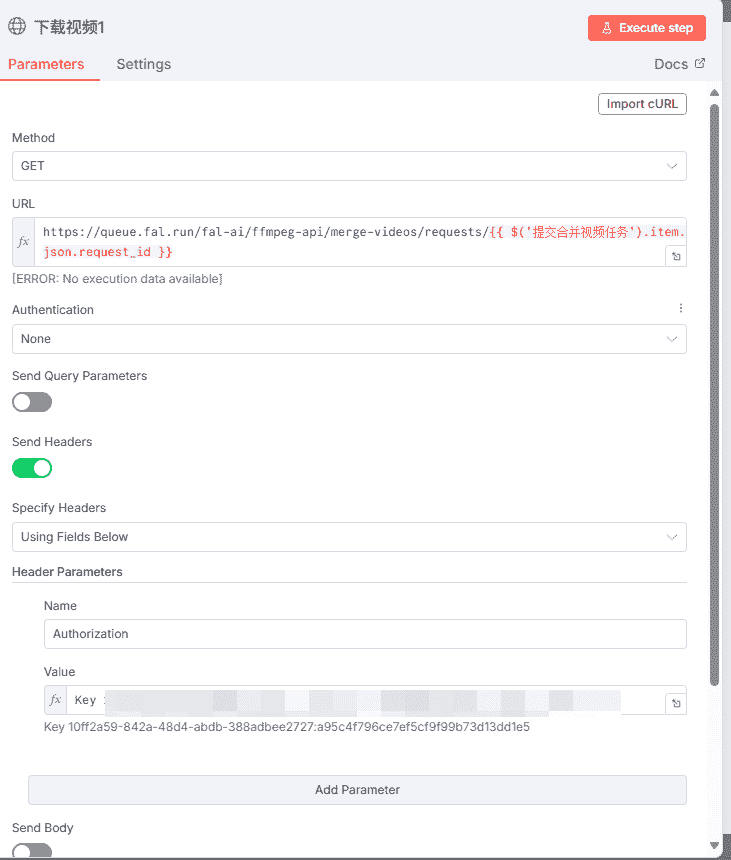 下载视频1
Execute step
Parameters
Settings
Docs
Import cURL
Method
GET
URL
fx
https://queue.fal.run/fal-ai/ffmpeg-api/merge-videos/requests/{{ $('提交合并视频任务').item.
json.request_id }}
[ERROR: No execution data available]
Authentication
None
Send Query Parameters
Send Headers
Specify Headers
Using Fields Below
Header Parameters
Name
Authorization
Value
fx
Key
Key 10ff2a59-842a-48d4-abdb-388adbee2727:a95c4f796ce7ef5cf9f99b73d13dd1e5
Add Parameter
Send Body